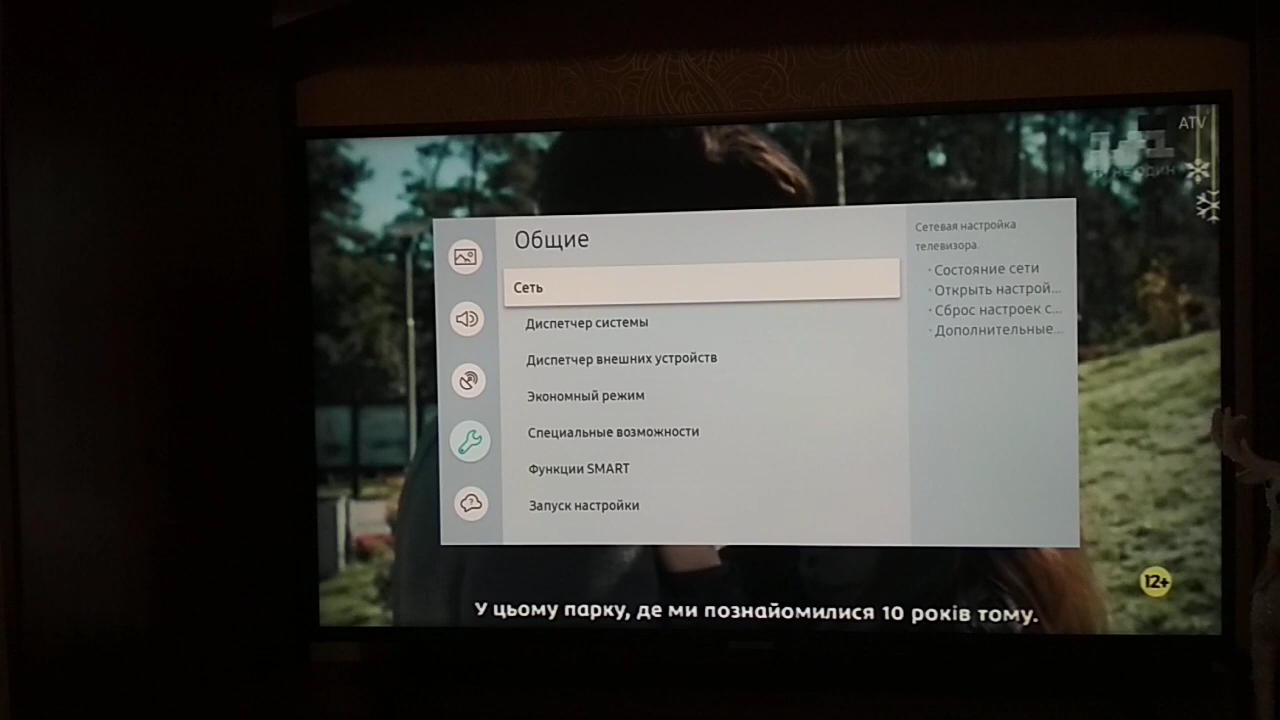 ATV
Общие
Сеть
Диспетчер системы
Диспетчер внешних устройств
Экономный режим
Специальные возможности
Функции SMART
Запуск настройки
Сетевая настройка
телевизора.
· Состояние сети
· Открыть настрой...
· Сброс настроек с...
· Дополнительные...
12+
У цьому парку, де ми познайомилися 10 років тому.